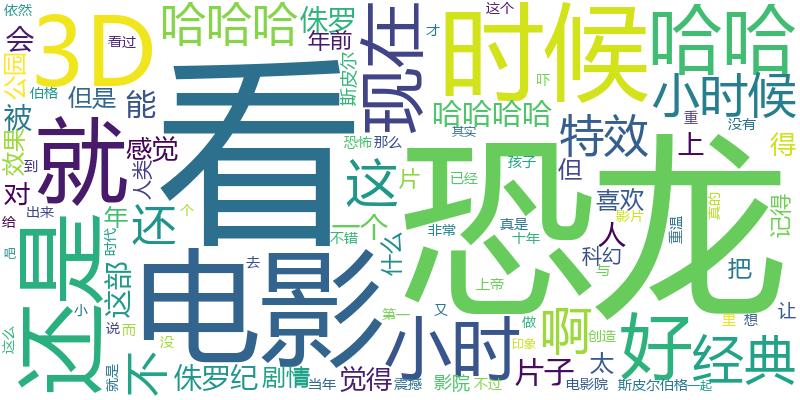 依然
会
看过
3D
哈哈哈
侏罗
年前
现在
时候
哈哈
这个
才
吓
公园
伯格
但是
能
斯皮尔
哈哈哈哈
小时候
被
效果
到
就
感觉
人类
看
恐怖
那么
其实
特效
重
没有
上
得
对
给
出来
年
还
个
这
片
已经
孩子
但
喜欢
影片
真的
记得
唱
还是
时代
这部
一个
不错
什么
非常
真是
十年
人
科幻
重温
恐龙
电影
去
上帝
写
把
这么
小
说
而
没
第一
又
做
创造
里
想
让
不
就是
侏罗纪
剧情
当年
觉得
震撼
小时
影院
不过
印象
啊
片子
太
好
经典
电影院
斯皮尔伯格
一起